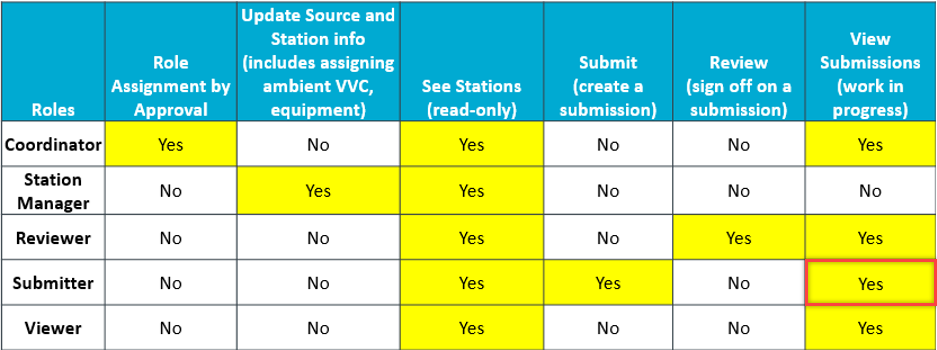 Roles
Role
Assignment by
Approval
Update Source and
Station info
(includes assigning
ambient VVC,
equipment)
See Stations
(read-only)
Submit
(create a
submission)
Review
(sign off on a
submission)
View
Submissions
(work in
progress)
Coordinator Yes No Yes No No Yes
Station
Manager No Yes Yes No No No
Reviewer No No Yes No Yes Yes
Submitter No No Yes Yes No Yes
Viewer No No Yes No No Yes